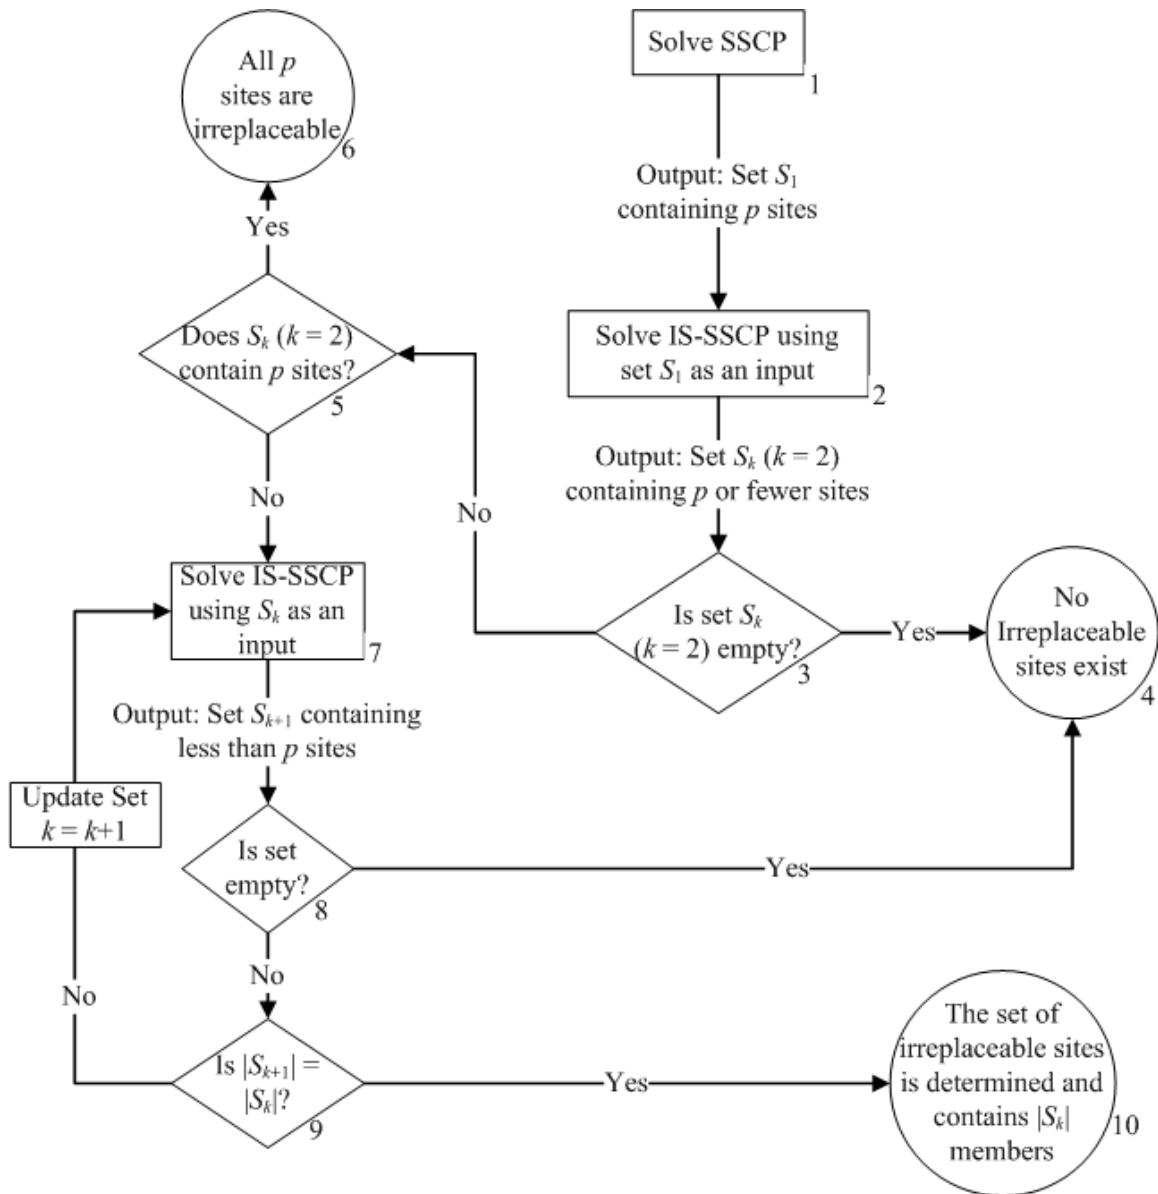 Solve SSCP
1
Output: Set S₁
containing p sites
Solve IS-SSCP using
set S₁ as an input
2
Output: Set Sₖ (k = 2)
containing p or fewer sites
Is set Sₖ
(k = 2) empty?
3
Yes
No
Irreplaceable
sites exist
4
No
Does Sₖ (k = 2)
contain p sites?
5
Yes
All p
sites are
irreplaceable
6
No
Solve IS-SSCP
using Sₖ as an
input
7
Output: Set Sₖ₊₁ containing
less than p sites
Is set
empty?
8
Yes
No
Is |Sₖ₊₁| =
|Sₖ|?
9
No
Update Set
k = k+1
Yes
The set of
irreplaceable sites
is determined and
contains |Sₖ|
members
10